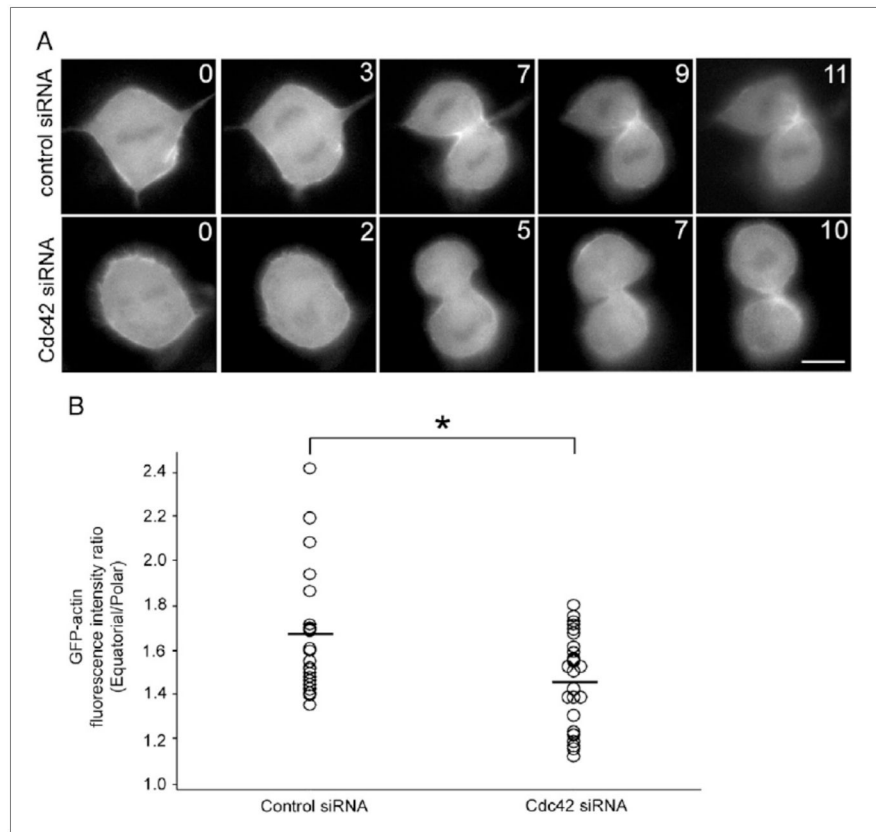 A
control siRNA
0
3
7
9
11
Cdc42 siRNA
0
2
5
7
10
B
*
GFP-actin
fluorescence intensity ratio
(Equatorial/Polar)
2.4
2.2
2.0
1.8
1.6
1.4
1.2
1.0
Control siRNA
Cdc42 siRNA